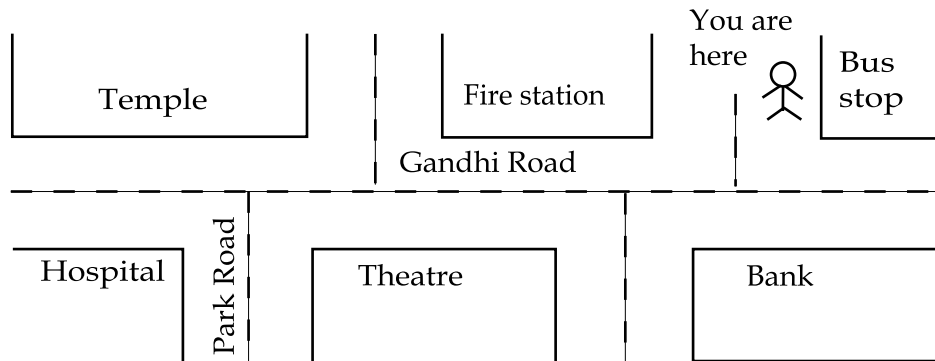 You are
here
Bus
stop
Temple
Fire station
Gandhi Road
Park Road
Hospital
Theatre
Bank